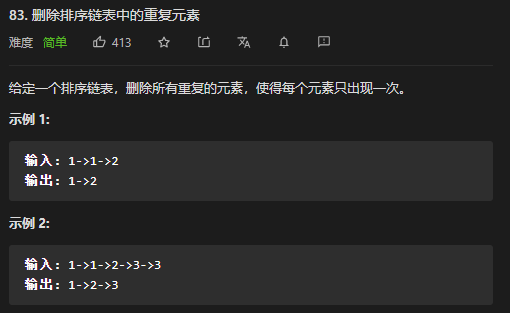 83. 删除排序链表中的重复元素
难度 简单 413
给定一个排序链表，删除所有重复的元素，使得每个元素只出现一次。
示例 1:
输入: 1->1->2
输出: 1->2
示例 2:
输入: 1->1->2->3->3
输出: 1->2->3